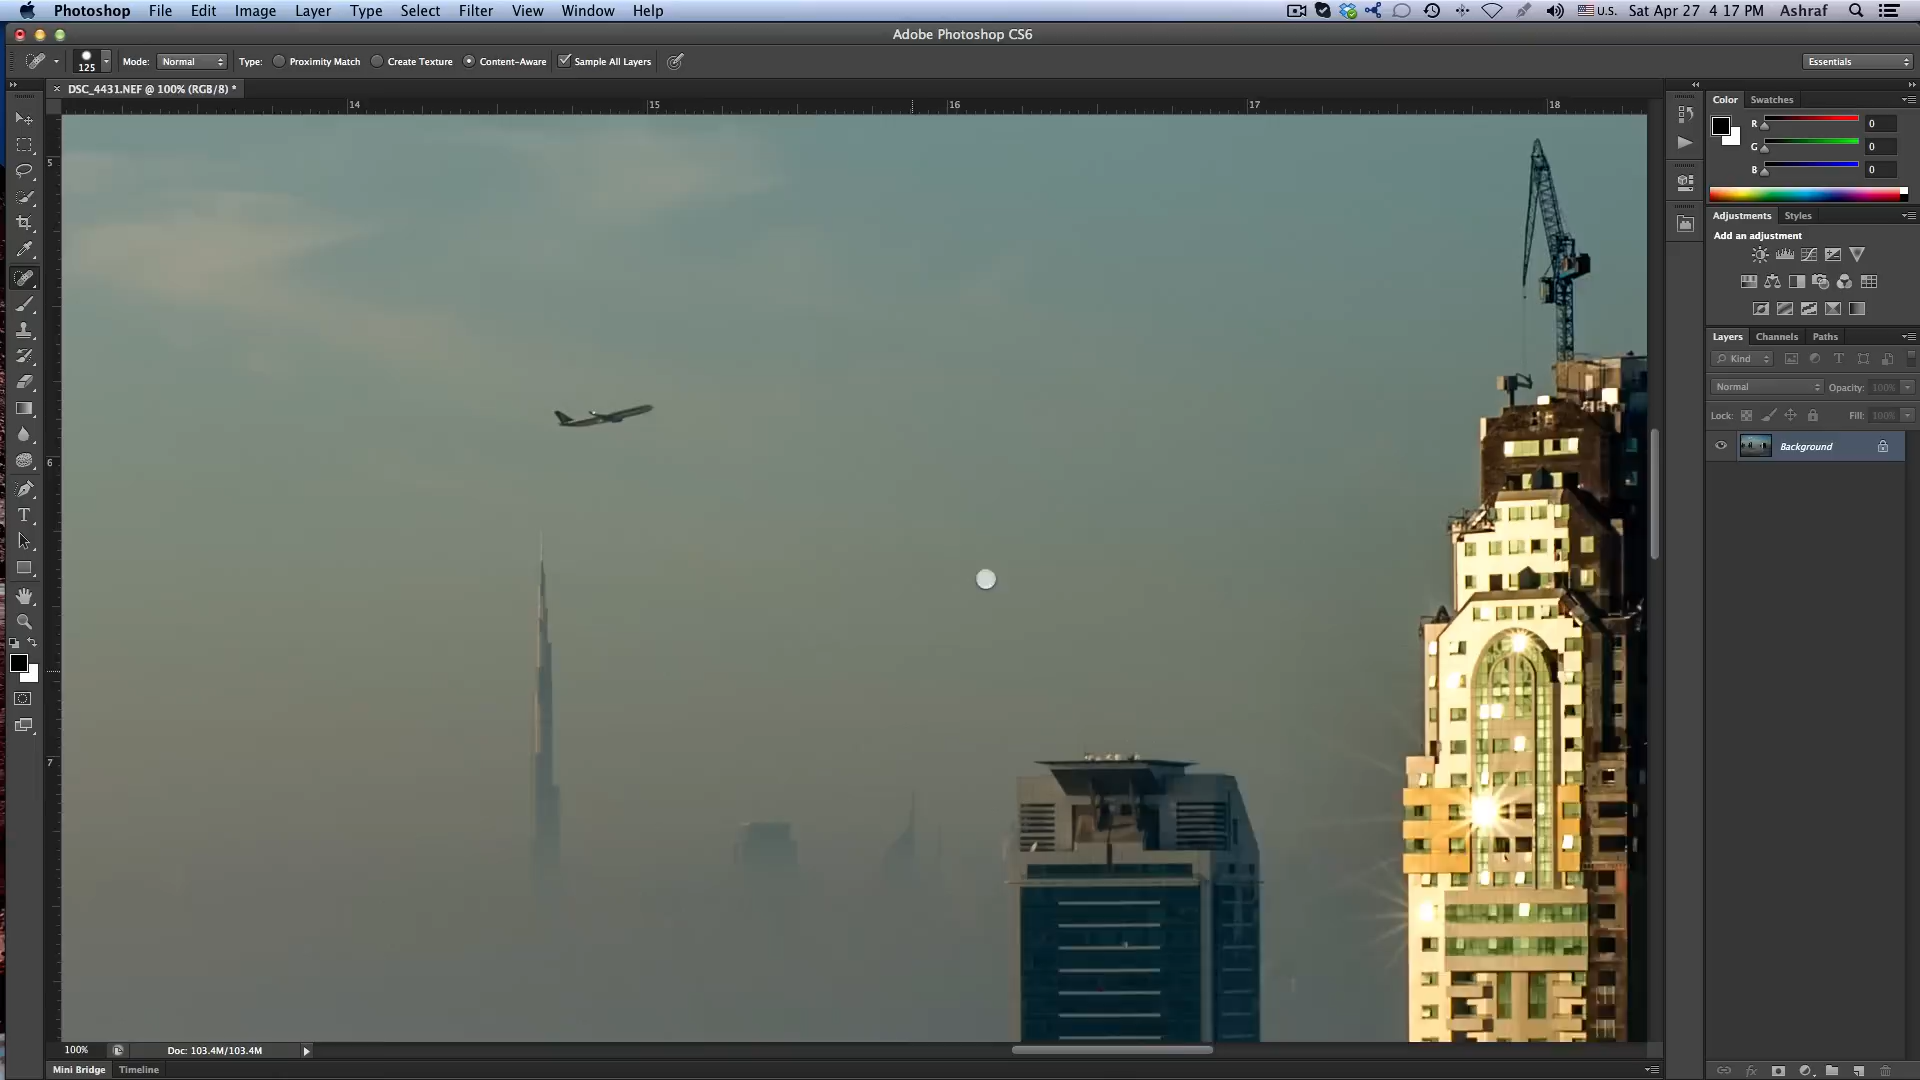 Photoshop File Edit Image Layer Type Select Filter View Window Help U.S. Sat Apr 27 4 17 PM Ashraf
Adobe Photoshop CS6
125 Mode: Normal Type: Proximity Match Create Texture Content-Aware Sample All Layers Essentials
× DSC_4431.NEF @ 100% (RGB/8) *
14 15 16 17 18
5
6
7
Color Swatches
R 0
G 0
B 0
Adjustments Styles
Add an adjustment
Layers Channels Paths
Kind T
Normal Opacity: 100%
Lock: Fill: 100%
Background
T
100% Doc: 103.4M/103.4M
Mini Bridge Timeline fx